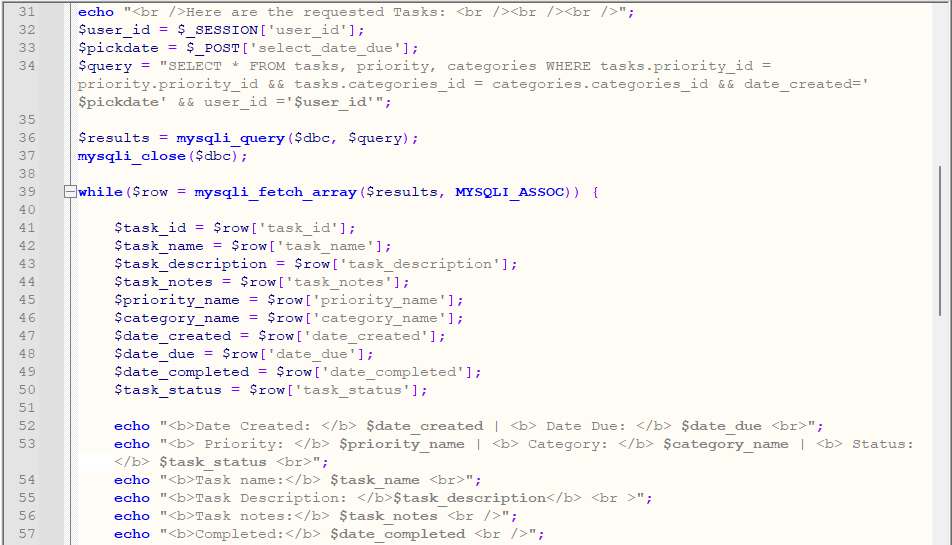 31 echo "<br />Here are the requested Tasks: <br /><br /><br />";
32 $user_id = $_SESSION['user_id'];
33 $pickdate = $_POST['select_date_due'];
34 $query = "SELECT * FROM tasks, priority, categories WHERE tasks.priority_id =
priority.priority_id && tasks.categories_id = categories.categories_id && date_created='
$pickdate' && user_id ='$user_id'";
35
36 $results = mysqli_query($dbc, $query);
37 mysqli_close($dbc);
38
39 while($row = mysqli_fetch_array($results, MYSQLI_ASSOC)) {
40
41 $task_id = $row['task_id'];
42 $task_name = $row['task_name'];
43 $task_description = $row['task_description'];
44 $task_notes = $row['task_notes'];
45 $priority_name = $row['priority_name'];
46 $category_name = $row['category_name'];
47 $date_created = $row['date_created'];
48 $date_due = $row['date_due'];
49 $date_completed = $row['date_completed'];
50 $task_status = $row['task_status'];
51
52 echo "<b>Date Created: </b> $date_created | <b> Date Due: </b> $date_due <br>";
53 echo "<b> Priority: </b> $priority_name | <b> Category: </b> $category_name | <b> Status:
</b> $task_status <br>";
54 echo "<b>Task name:</b> $task_name <br>";
55 echo "<b>Task Description: </b>$task_description</b> <br >";
56 echo "<b>Task notes:</b> $task_notes <br />";
57 echo "<b>Completed:</b> $date_completed <br />";